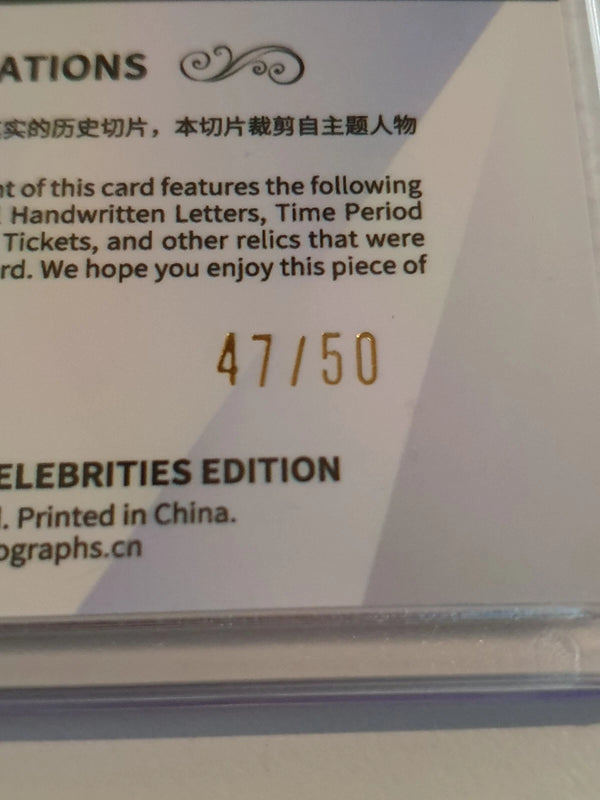 ATIONS
实的历史切片，本切片裁剪自主题人物
nt of this card features the following
Handwritten Letters, Time Period
Tickets, and other relics that were
rd. We hope you enjoy this piece of
47/50
ELEBRITIES EDITION
. Printed in China.
ographs.cn